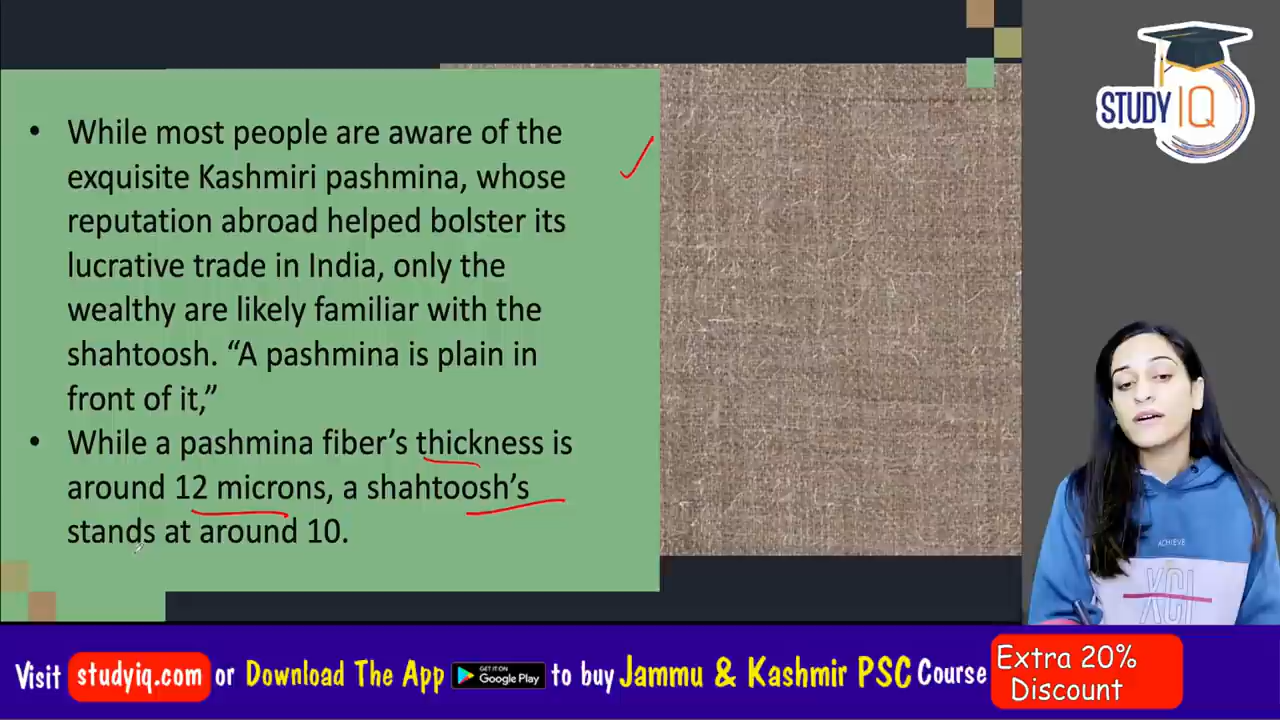 • While most people are aware of the
exquisite Kashmiri pashmina, whose
reputation abroad helped bolster its
lucrative trade in India, only the
wealthy are likely familiar with the
shahtoosh. “A pashmina is plain in
front of it,”
• While a pashmina fiber’s thickness is
around 12 microns, a shahtoosh’s
stands at around 10.
STUDY IQ
ACHIEVE
XCI
Visit studyiq.com or Download The App GET IT ON Google Play to buy Jammu & Kashmir PSC Course
Extra 20%
Discount